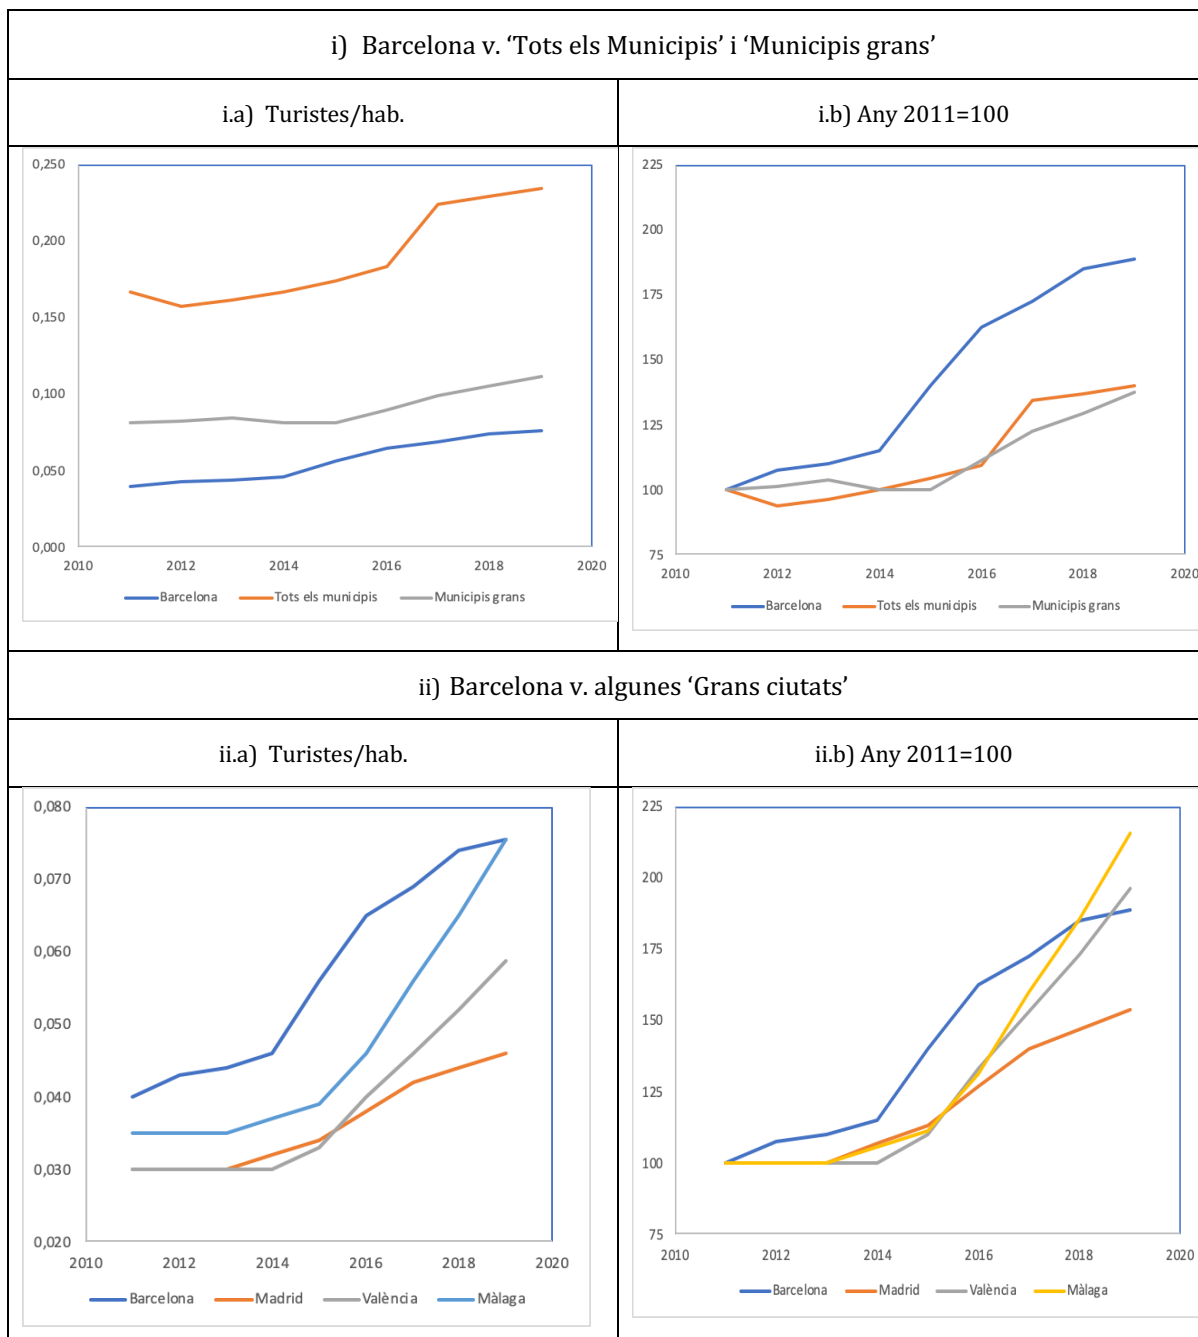 i) Barcelona v. ‘Tots els Municipis’ i ‘Municipis grans’
i.a) Turistes/hab.
i.b) Any 2011=100
0,250
0,200
0,150
0,100
0,050
0,000
2010 2012 2014 2016 2018 2020
Barcelona Tots els municipis Municipis grans
225
200
175
150
125
100
75
2010 2012 2014 2016 2018 2020
Barcelona Tots els municipis Municipis grans
ii) Barcelona v. algunes ‘Grans ciutats’
ii.a) Turistes/hab.
ii.b) Any 2011=100
0,080
0,070
0,060
0,050
0,040
0,030
0,020
2010 2012 2014 2016 2018 2020
Barcelona Madrid València Màlaga
225
200
175
150
125
100
75
2010 2012 2014 2016 2018 2020
Barcelona Madrid València Màlaga